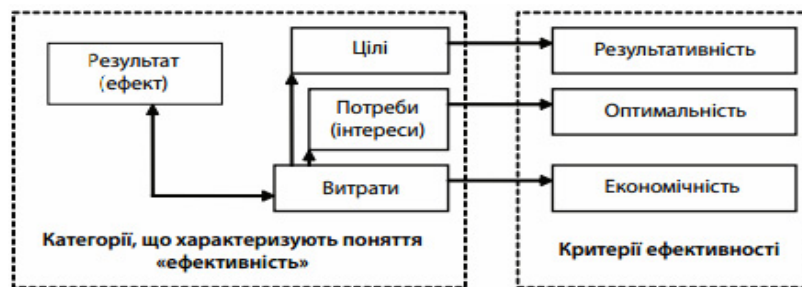 Результат
(ефект)
Цілі
Потреби
(інтереси)
Витрати
Категорії, що характеризують поняття
«ефективність»
Результативність
Оптимальність
Економічність
Критерії ефективності